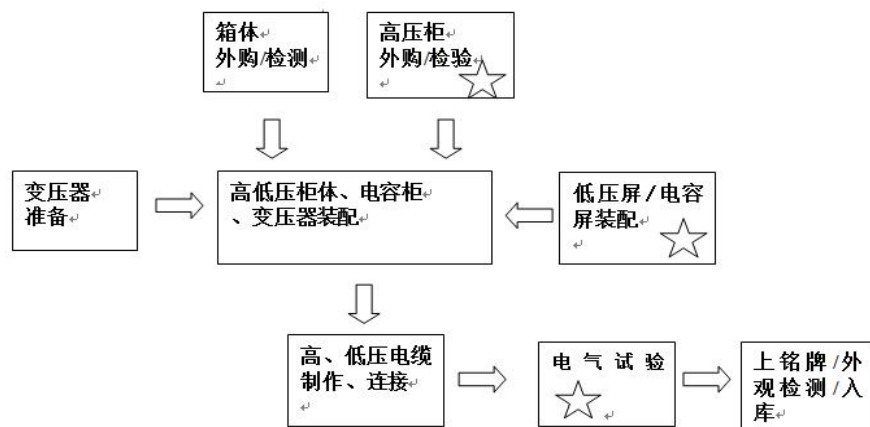 箱体
外购/检测
高压柜
外购/检验
变压器
准备
高低压柜体、电容柜
、变压器装配
低压屏/电容
屏装配
高、低压电缆
制作、连接
电气试验
上铭牌/外
观检测/入
库